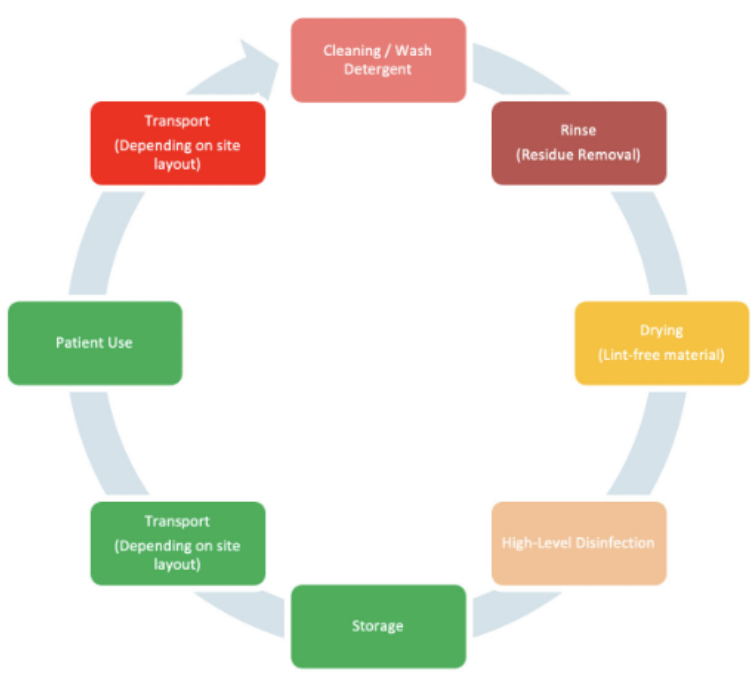 Cleaning / Wash
Detergent
Rinse
(Residue Removal)
Drying
(Lint-free material)
High-Level Disinfection
Storage
Transport
(Depending on site
layout)
Patient Use
Transport
(Depending on site
layout)